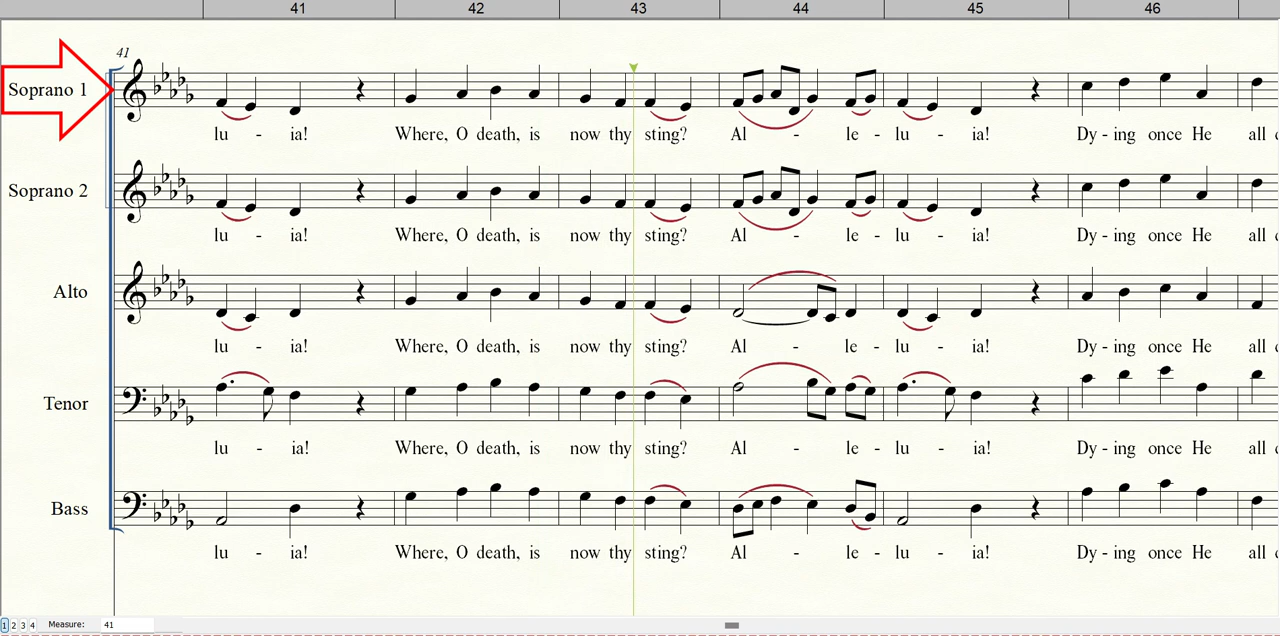 41 42 43 44 45 46
41
Soprano 1
lu - ia! Where, O death, is now thy sting? Al - le - lu - ia! Dy - ing once He all
Soprano 2
lu - ia! Where, O death, is now thy sting? Al - le - lu - ia! Dy - ing once He all
Alto
lu - ia! Where, O death, is now thy sting? Al - le - lu - ia! Dy - ing once He all
Tenor
lu - ia! Where, O death, is now thy sting? Al - le - lu - ia! Dy - ing once He all
Bass
lu - ia! Where, O death, is now thy sting? Al - le - lu - ia! Dy - ing once He all
1 2 3 4 Measure: 41